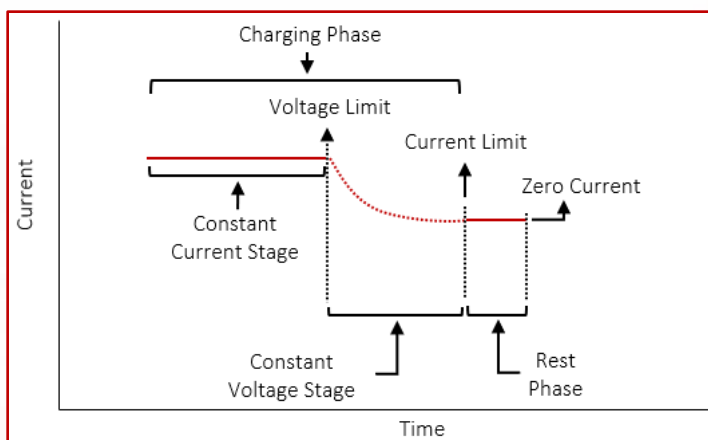 Charging Phase
Voltage Limit
Current Limit
Zero Current
Current
Constant
Current Stage
Constant
Voltage Stage
Rest
Phase
Time